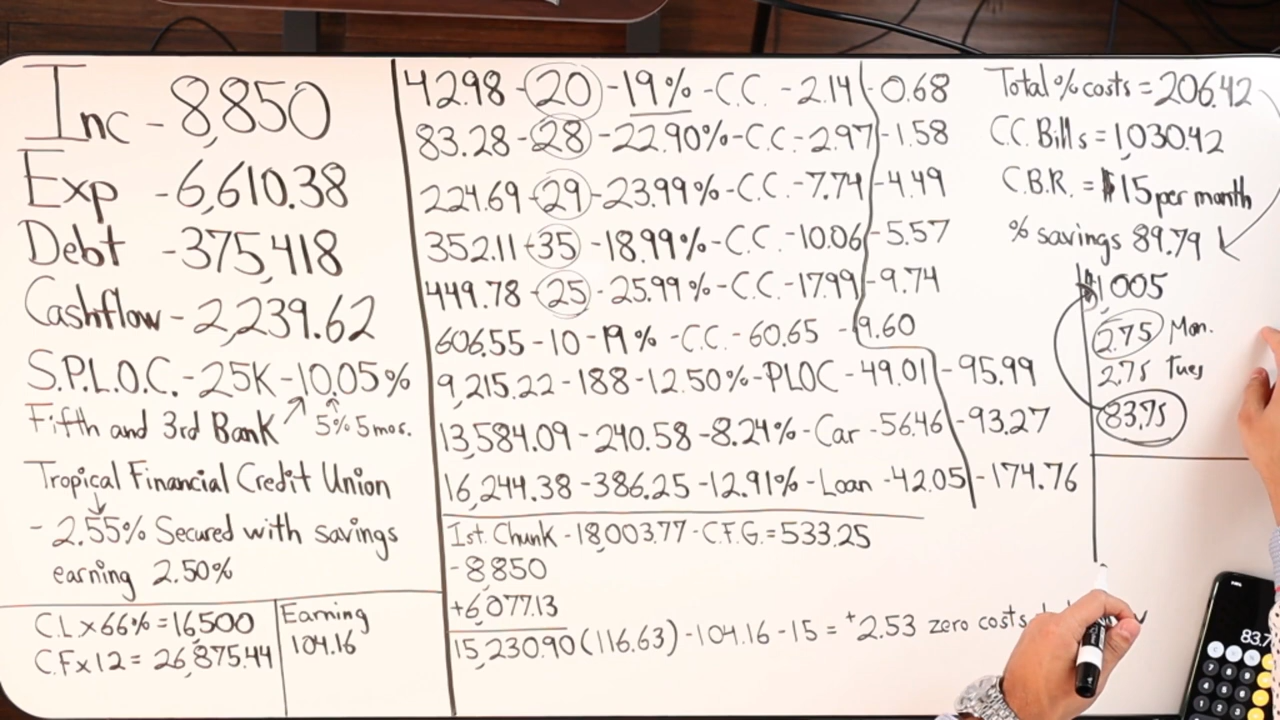 Inc - 8,850
Exp - 6,610.38
Debt - 375,418
Cashflow - 2,239.62
S.P.L.O.C. - 25K - 10.05%
Fifth and 3rd Bank 5% 5 mos.
Tropical Financial Credit Union
- 2.55% Secured with savings
earning 2.50%
C.L x 66% = 16,500
C.F x 12 = 26,875.44
Earning
104.16
42.98 - 20 - 19% - C.C. - 2.14 - 0.68
83.28 - 28 - 22.90% - C.C. - 2.97 - 1.58
224.69 - 29 - 23.99% - C.C. - 7.74 - 4.49
352.11 - 35 - 18.99% - C.C. - 10.06 - 5.57
449.78 - 25 - 25.99% - C.C. - 17.99 - 9.74
606.55 - 10 - 19% - C.C. - 60.65 - 9.60
9,215.22 - 188 - 12.50% - PLOC - 49.01 - 95.99
13,584.09 - 240.58 - 8.24% - Car - 56.46 - 93.27
16,244.38 - 386.25 - 12.91% - Loan - 42.05 - 174.76
1st. Chunk - 18,003.77 - C.F.G. = 533.25
- 8,850
+ 6,077.13
15,230.90 (116.63) - 104.16 - 15 = +2.53 zero costs
Total % costs = 206.42
C.C. Bills = 1,030.42
C.B.R. = $15 per month
% savings 89.79
$1,005
2.75 Mon.
2.75 Tues
83.75
83.7